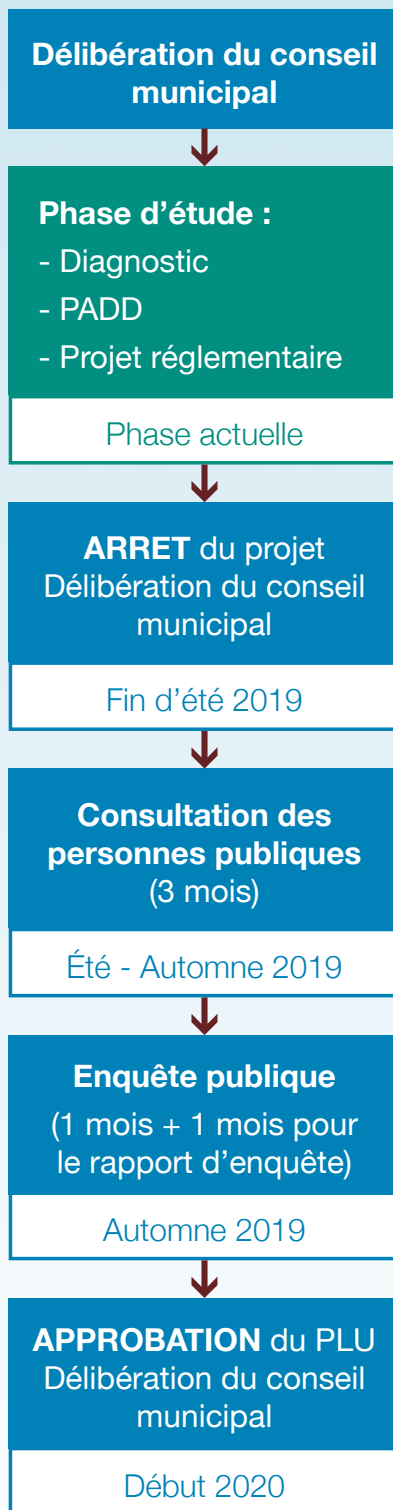 Délibération du conseil
municipal
Phase d’étude :
- Diagnostic
- PADD
- Projet réglementaire
Phase actuelle
ARRET du projet
Délibération du conseil
municipal
Fin d’été 2019
Consultation des
personnes publiques
(3 mois)
Été - Automne 2019
Enquête publique
(1 mois + 1 mois pour
le rapport d’enquête)
Automne 2019
APPROBATION du PLU
Délibération du conseil
municipal
Début 2020